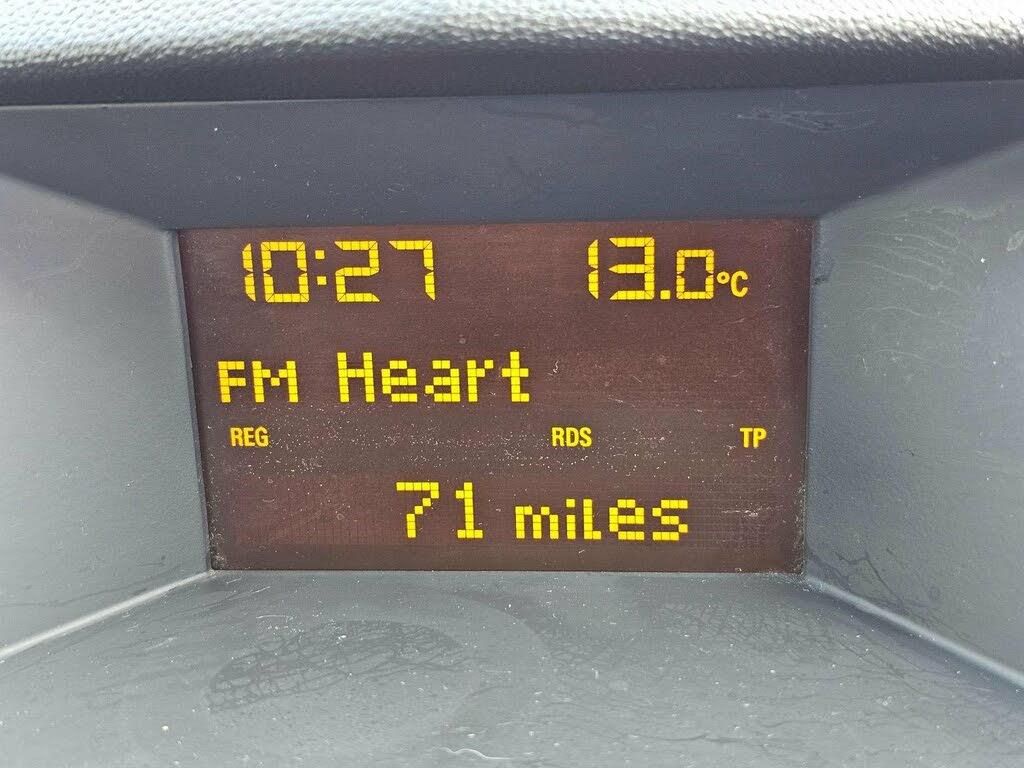 10:27 13.0°C
FM Heart
REG RDS TP
71 miles